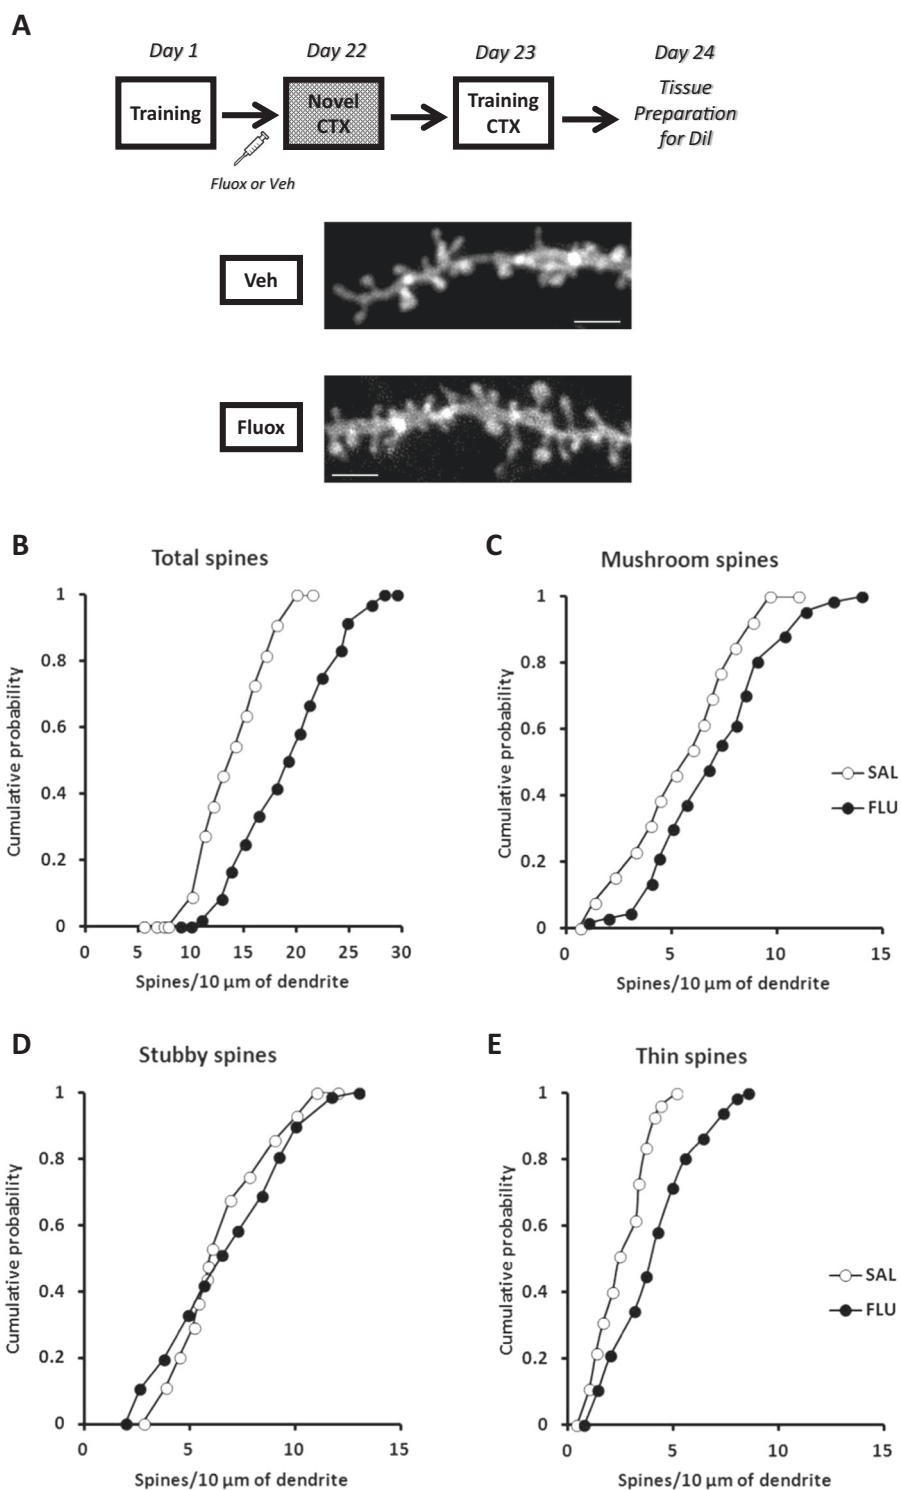 A
Day 1
Day 22
Day 23
Day 24
Training
Novel
CTX
Training
CTX
Tissue
Preparation
for Dil
Fluox or Veh
Veh
Fluox
B
Total spines
Cumulative probability
1
0.8
0.6
0.4
0.2
0
0 5 10 15 20 25 30
Spines/10 µm of dendrite
C
Mushroom spines
Cumulative probability
1
0.8
0.6
0.4
0.2
0
0 5 10 15
Spines/10 µm of dendrite
SAL
FLU
D
Stubby spines
Cumulative probability
1
0.8
0.6
0.4
0.2
0
0 5 10 15
Spines/10 µm of dendrite
E
Thin spines
Cumulative probability
1
0.8
0.6
0.4
0.2
0
0 5 10 15
Spines/10 µm of dendrite
SAL
FLU